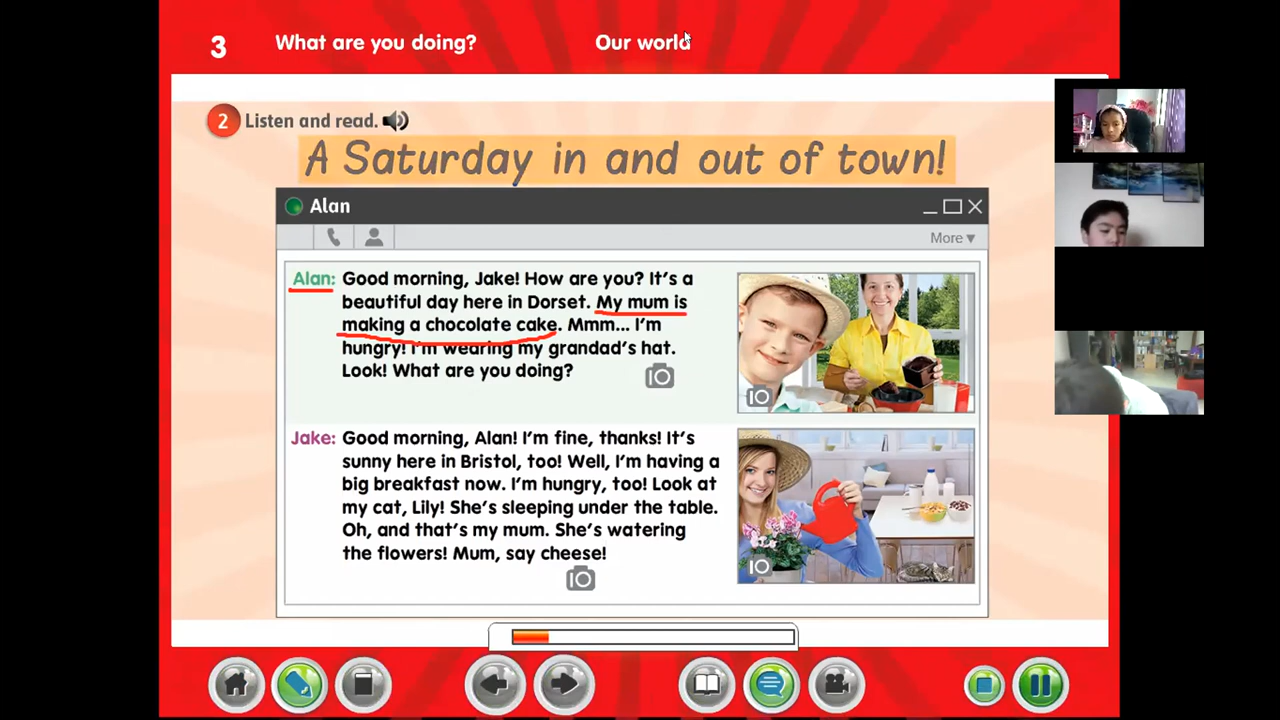 3 What are you doing? Our world
2 Listen and read.
A Saturday in and out of town!
Alan
More
Alan: Good morning, Jake! How are you? It's a
beautiful day here in Dorset. My mum is
making a chocolate cake. Mmm... I'm
hungry! I'm wearing my grandad's hat.
Look! What are you doing?
Jake: Good morning, Alan! I'm fine, thanks! It's
sunny here in Bristol, too! Well, I'm having a
big breakfast now. I'm hungry, too! Look at
my cat, Lily! She's sleeping under the table.
Oh, and that's my mum. She's watering
the flowers! Mum, say cheese!